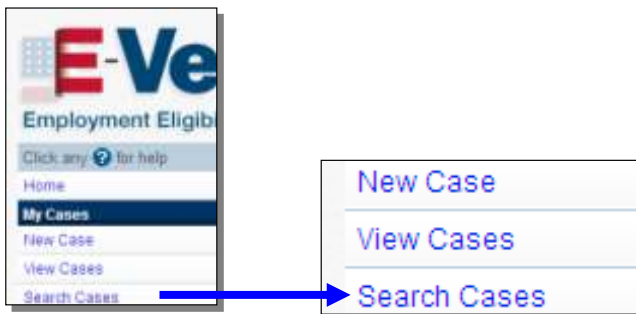 E-Ve
Employment Eligibi
Click any ? for help
Home
My Cases
New Case
View Cases
Search Cases
New Case
View Cases
Search Cases